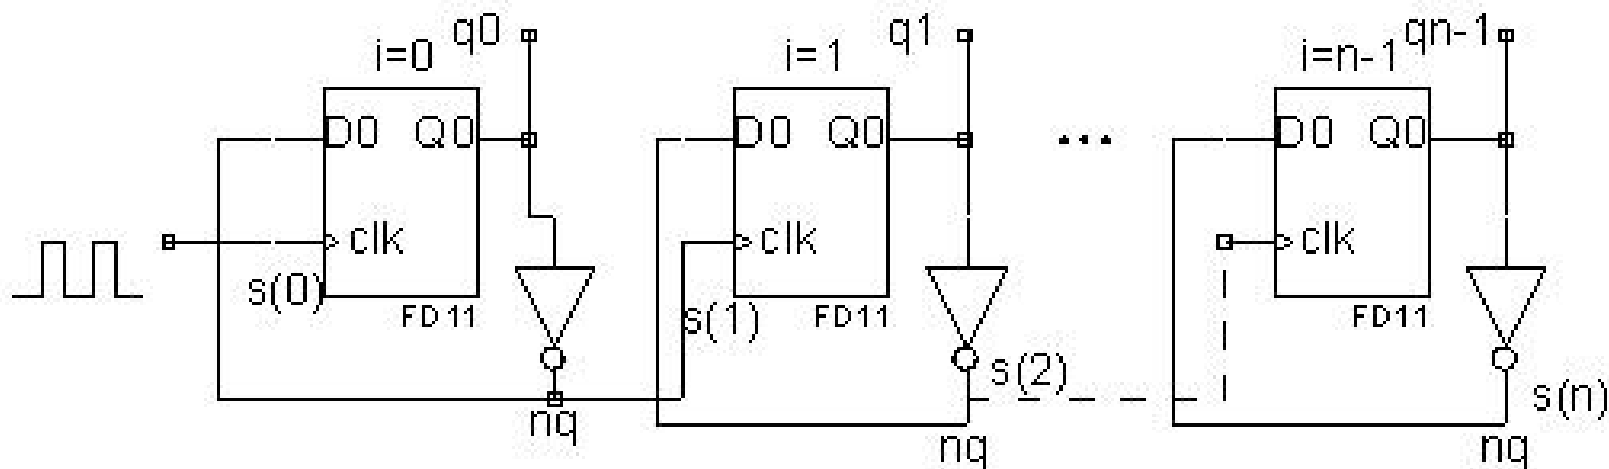 i=0 q0
D0 Q0
clk
s(0)
FD11
nq
i=1 q1
D0 Q0
clk
s(1)
FD11
s(2)
nq
...
i=n-1 qn-1
D0 Q0
clk
FD11
s(n)
nq